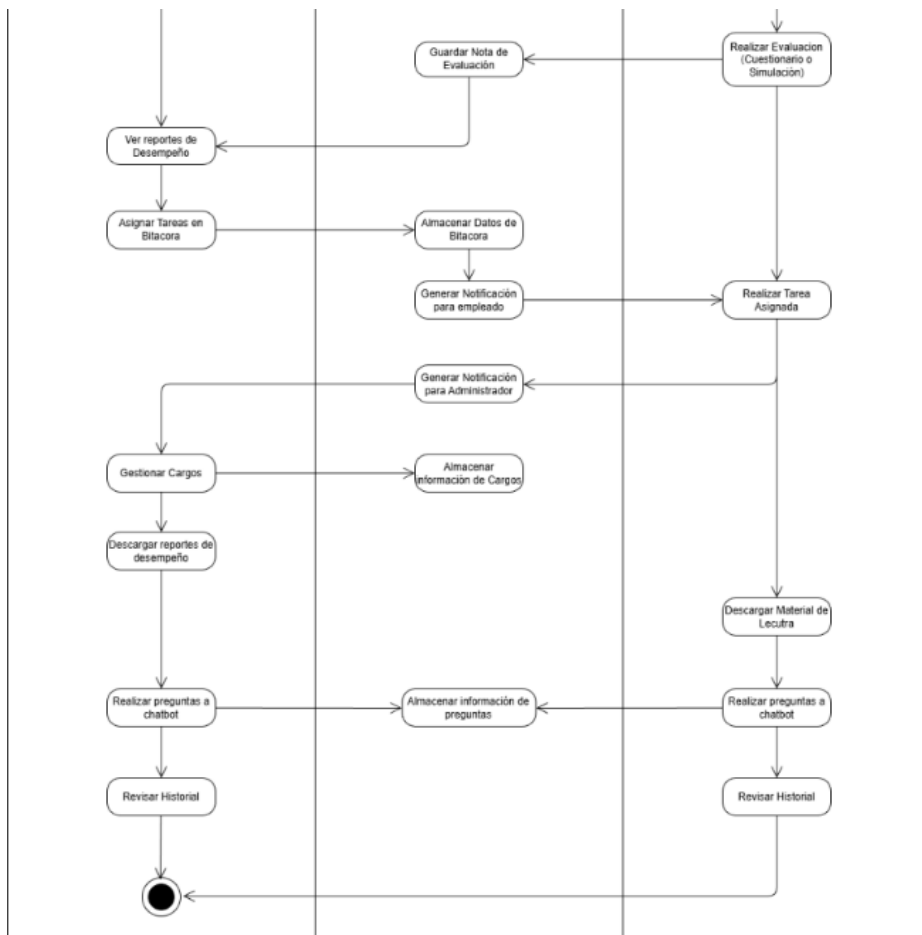 Guardar Nota de
Evaluación
Realizar Evaluacion
(Cuestionario o
Simulación)
Ver reportes de
Desempeño
Asignar Tareas en
Bitacora
Almacenar Datos de
Bitacora
Generar Notificación
para empleado
Realizar Tarea
Asignada
Generar Notificación
para Administrador
Gestionar Cargos
Almacenar
información de Cargos
Descargar reportes de
desempeño
Descargar Material de
Lecutra
Realizar preguntas a
chatbot
Almacenar información de
preguntas
Realizar preguntas a
chatbot
Revisar Historial
Revisar Historial